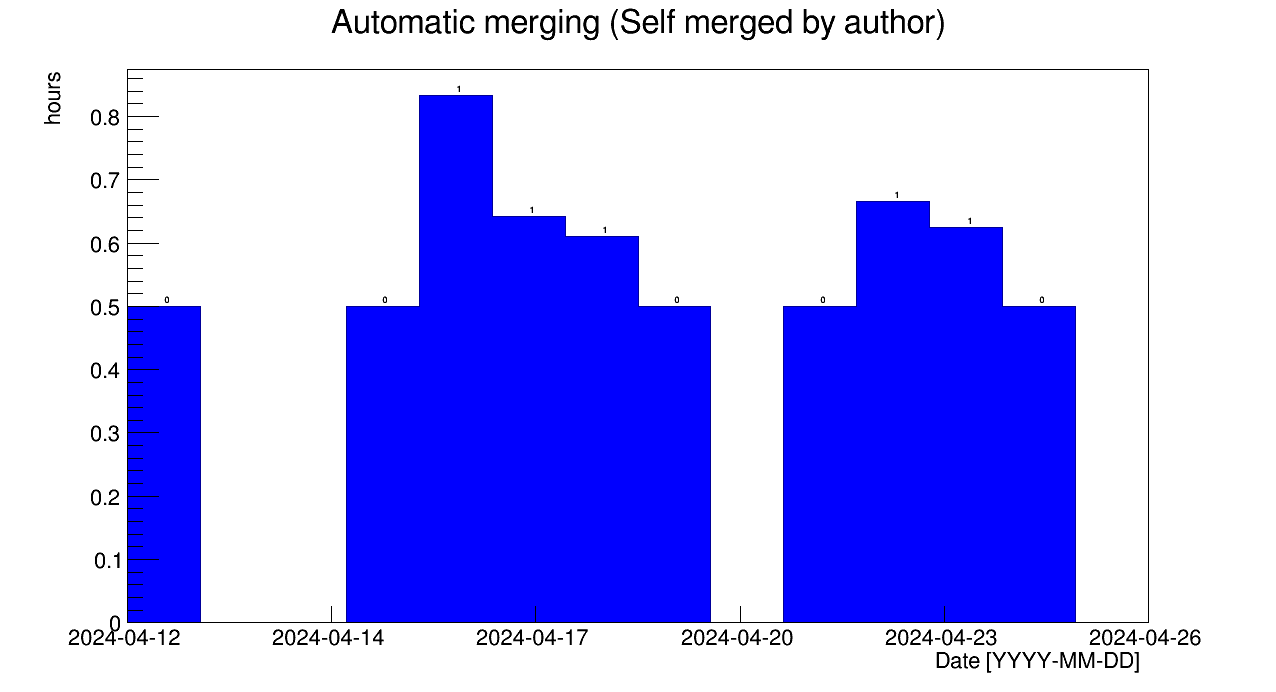 Automatic merging (Self merged by author)
hours
0.8
0.7
0.6
0.5
0.4
0.3
0.2
0.1
0
0 0 1 1 1 0 0 1 1 0
2024-04-12 2024-04-14 2024-04-17 2024-04-20 2024-04-23 2024-04-26
Date [YYYY-MM-DD]